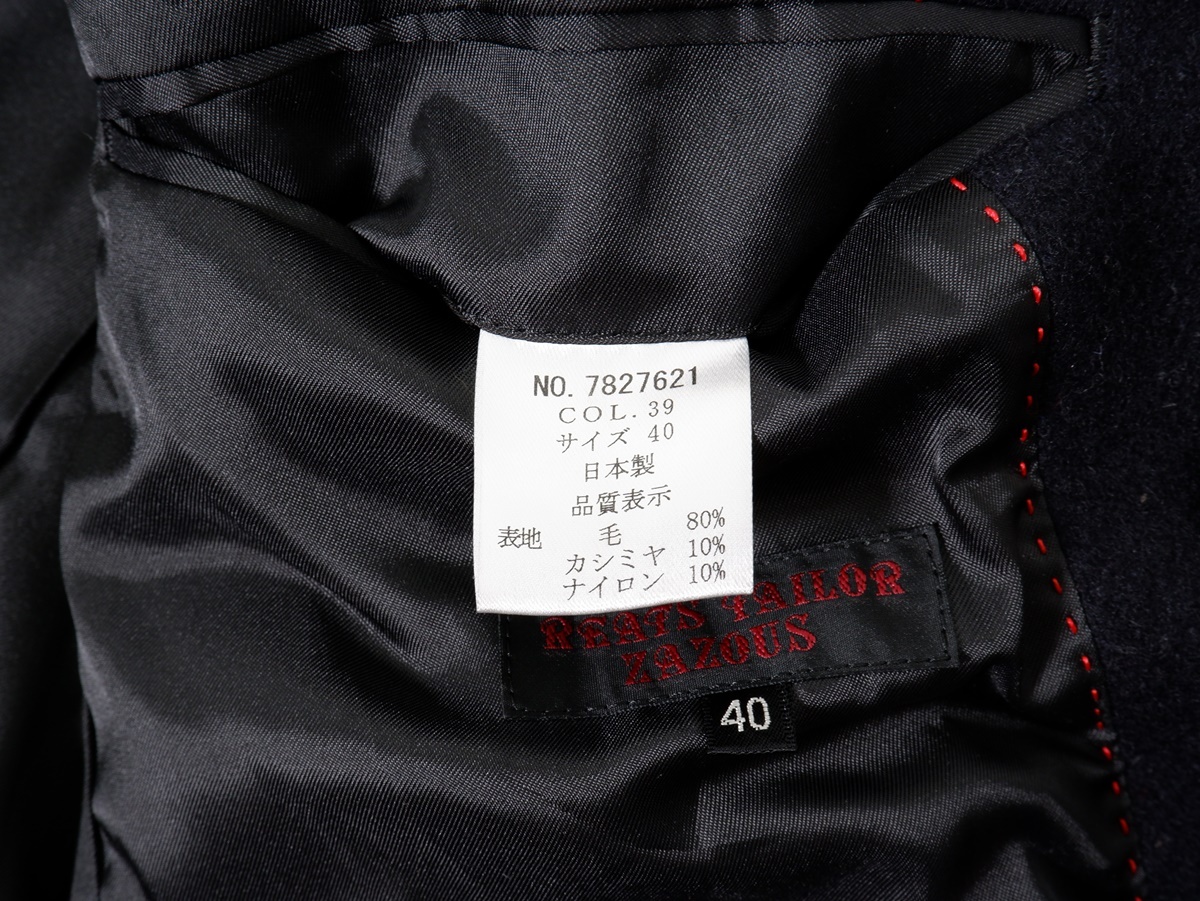 NO. 7827621
COL. 39
サイズ 40
日本製
品質表示
表地 毛 80%
カシミヤ 10%
ナイロン 10%
TAILOR
ZAZOUS
40